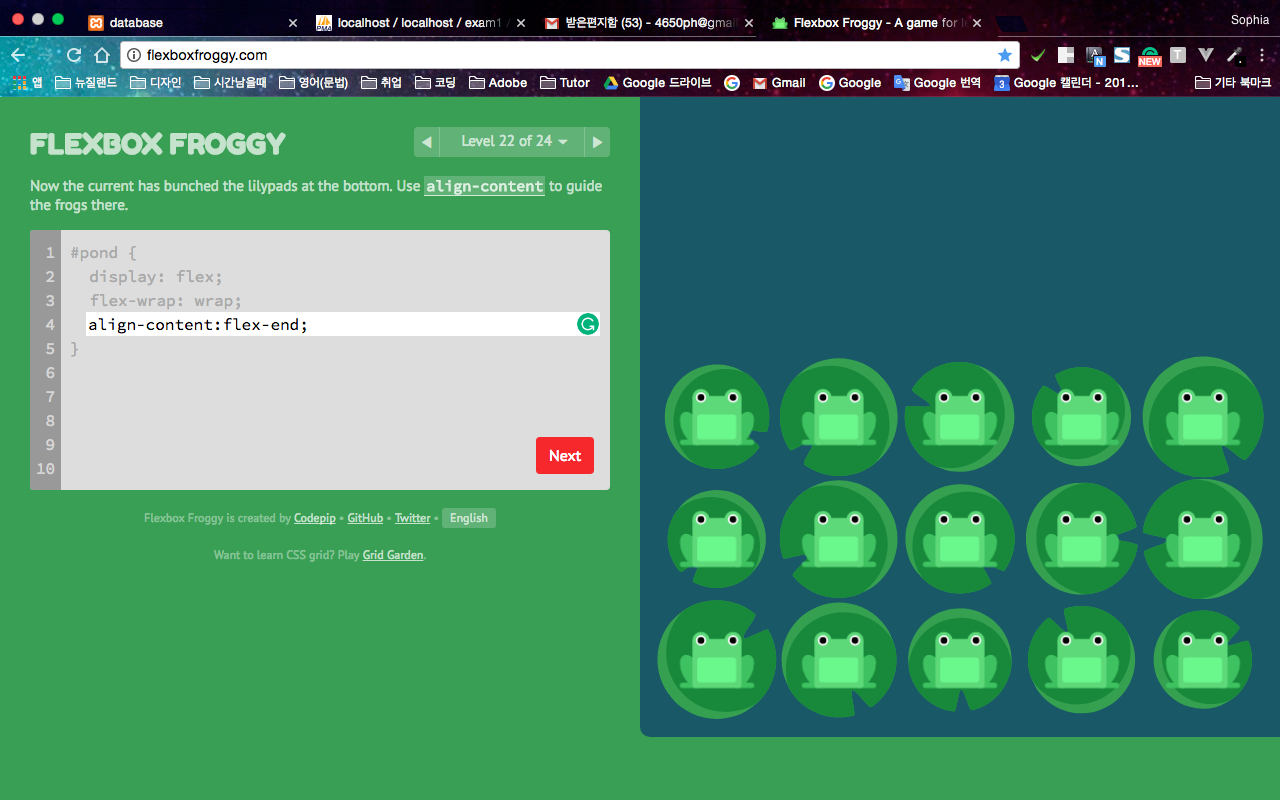 database
localhost / localhost / exam1 /
받은편지함 (53) - 4650ph@gmail
Flexbox Froggy - A game for le
Sophia
flexboxfroggy.com
N
NEW
T
앱
뉴질랜드
디자인
시간남을때
영어(문법)
취업
코딩
Adobe
Tutor
Google 드라이브
Gmail
Google
Google 번역
3
Google 캘린더 - 201...
기타 북마크
FLEXBOX FROGGY
Level 22 of 24
Now the current has bunched the lilypads at the bottom. Use align-content to guide
the frogs there.
1 #pond {
2 display: flex;
3 flex-wrap: wrap;
4 align-content:flex-end;
5 }
6
7
8
9
10
Next
Flexbox Froggy is created by Codepip • GitHub • Twitter • English
Want to learn CSS grid? Play Grid Garden.